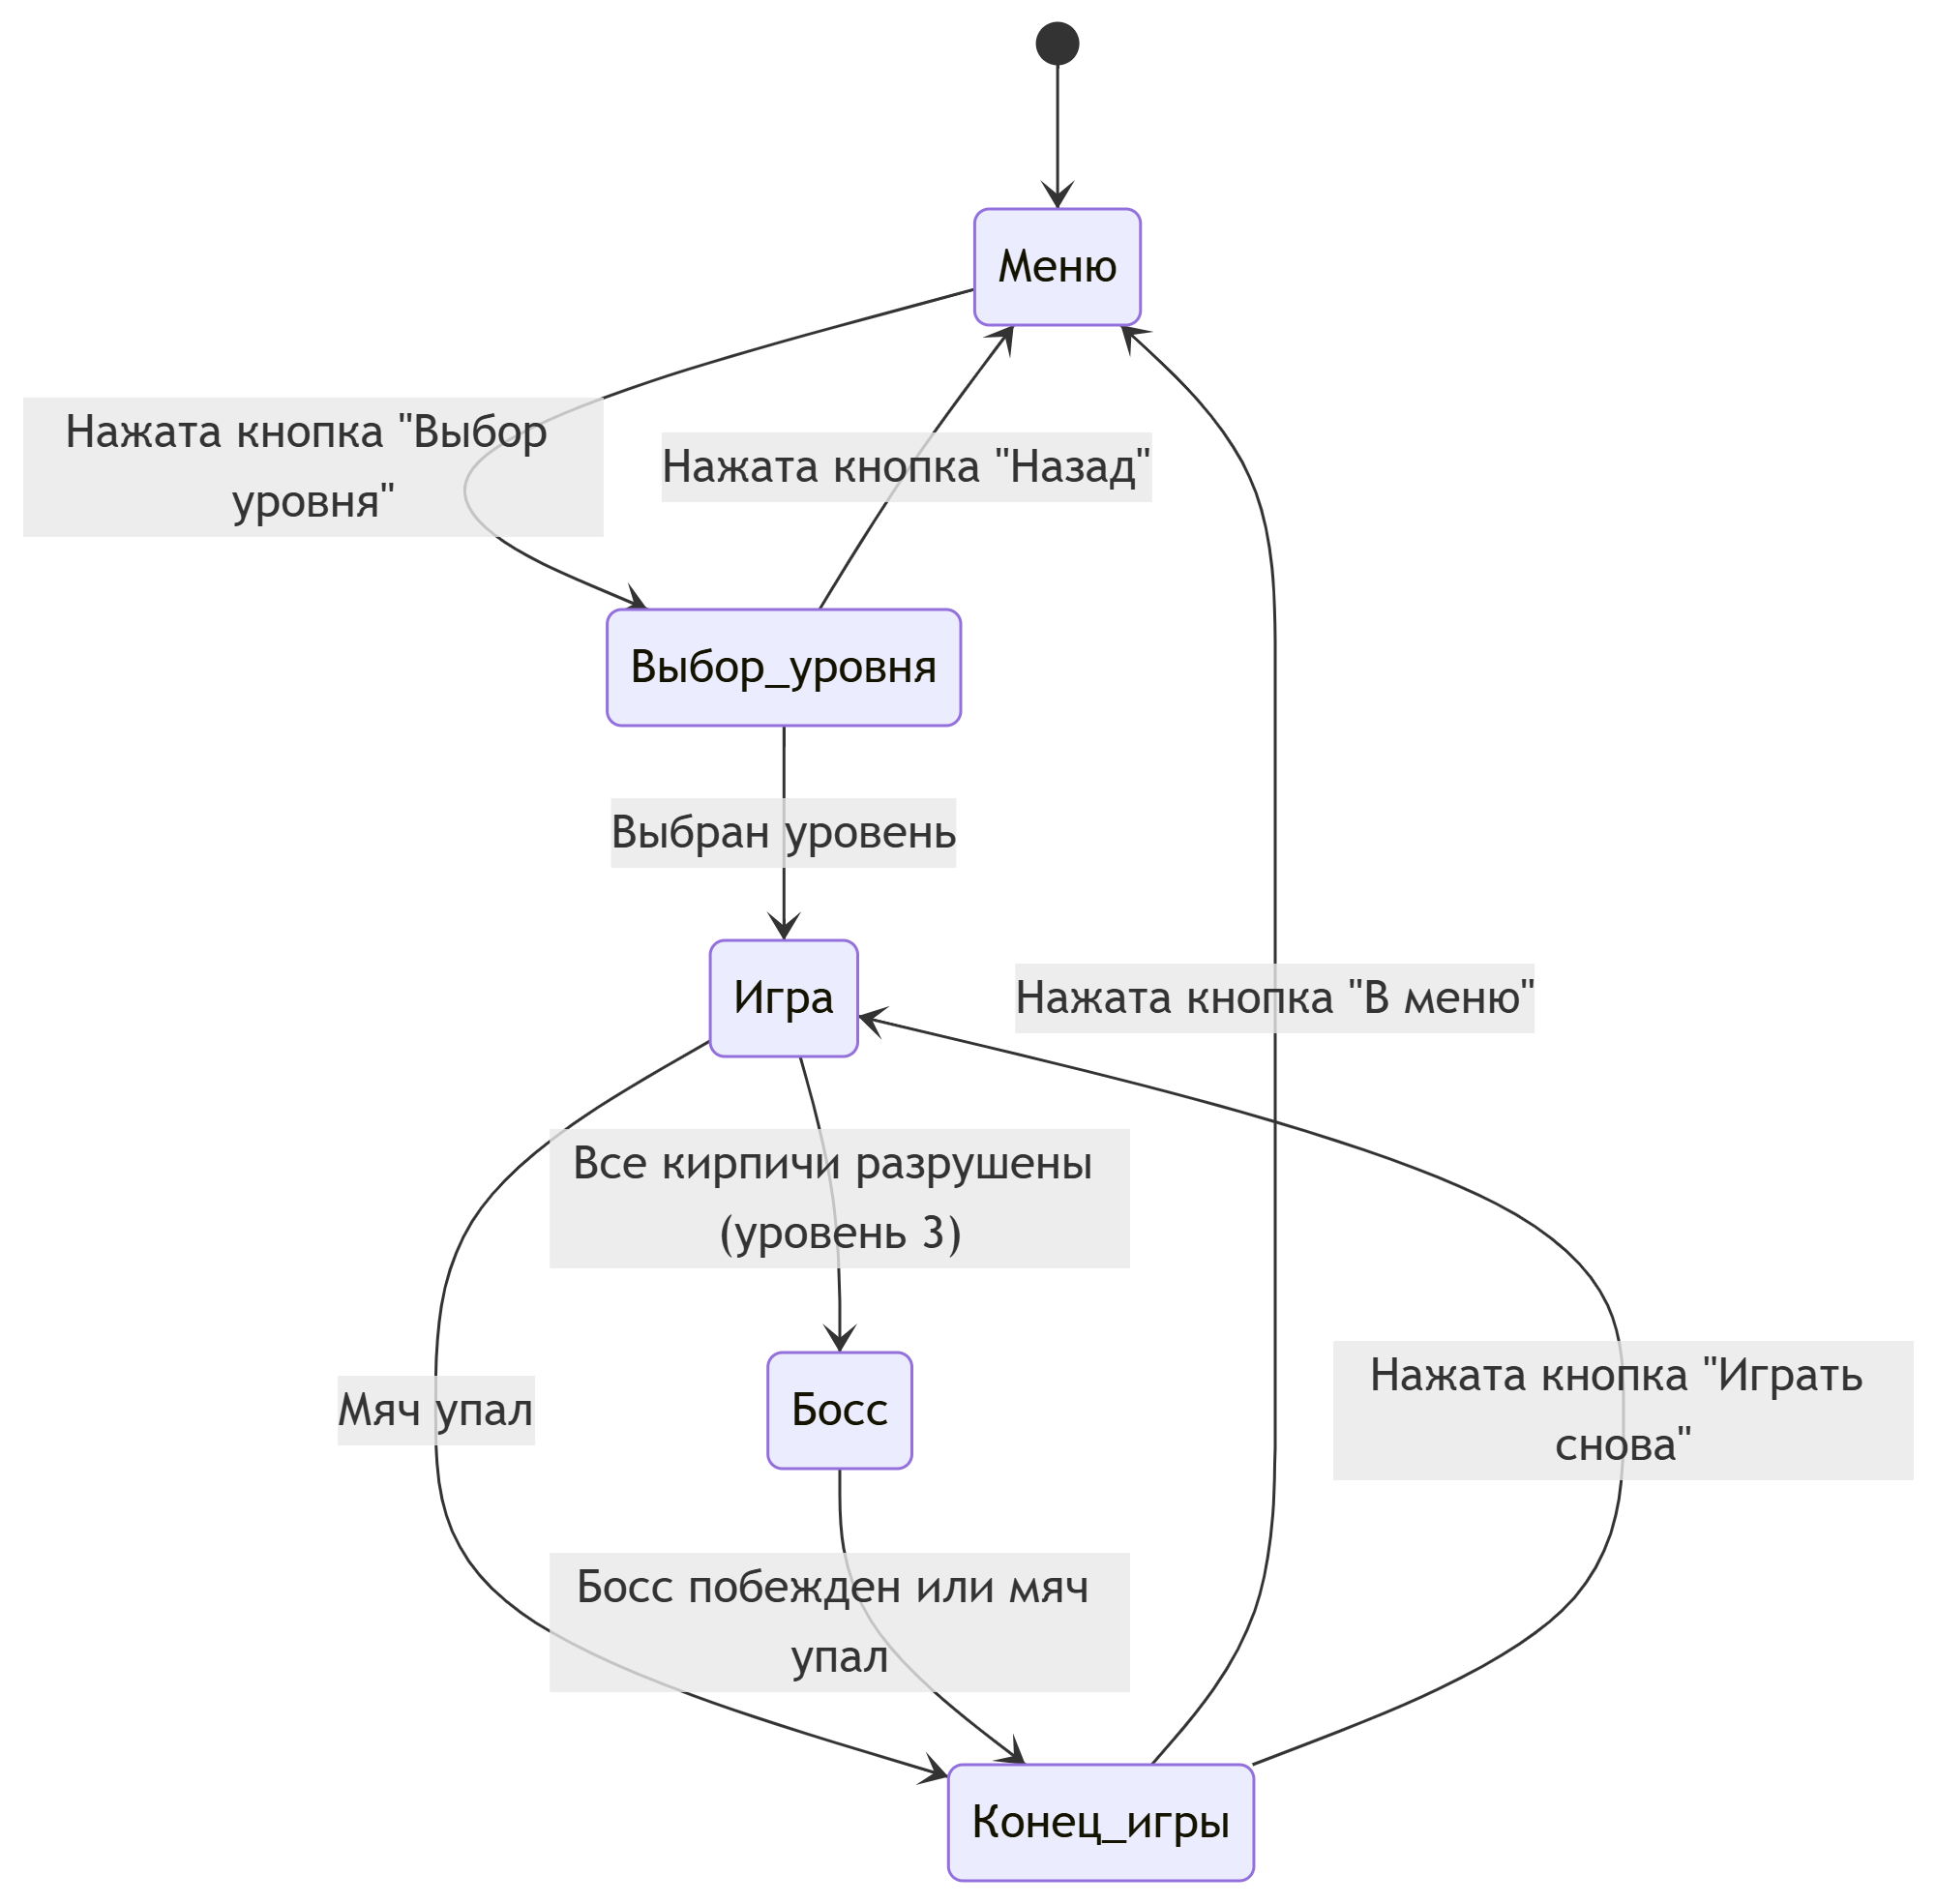 Меню
Нажата кнопка "Выбор
уровня"
Нажата кнопка "Назад"
Выбор_уровня
Выбран уровень
Игра
Нажата кнопка "В меню"
Все кирпичи разрушены
(уровень 3)
Мяч упал
Босс
Нажата кнопка "Играть
снова"
Босс побежден или мяч
упал
Конец_игры